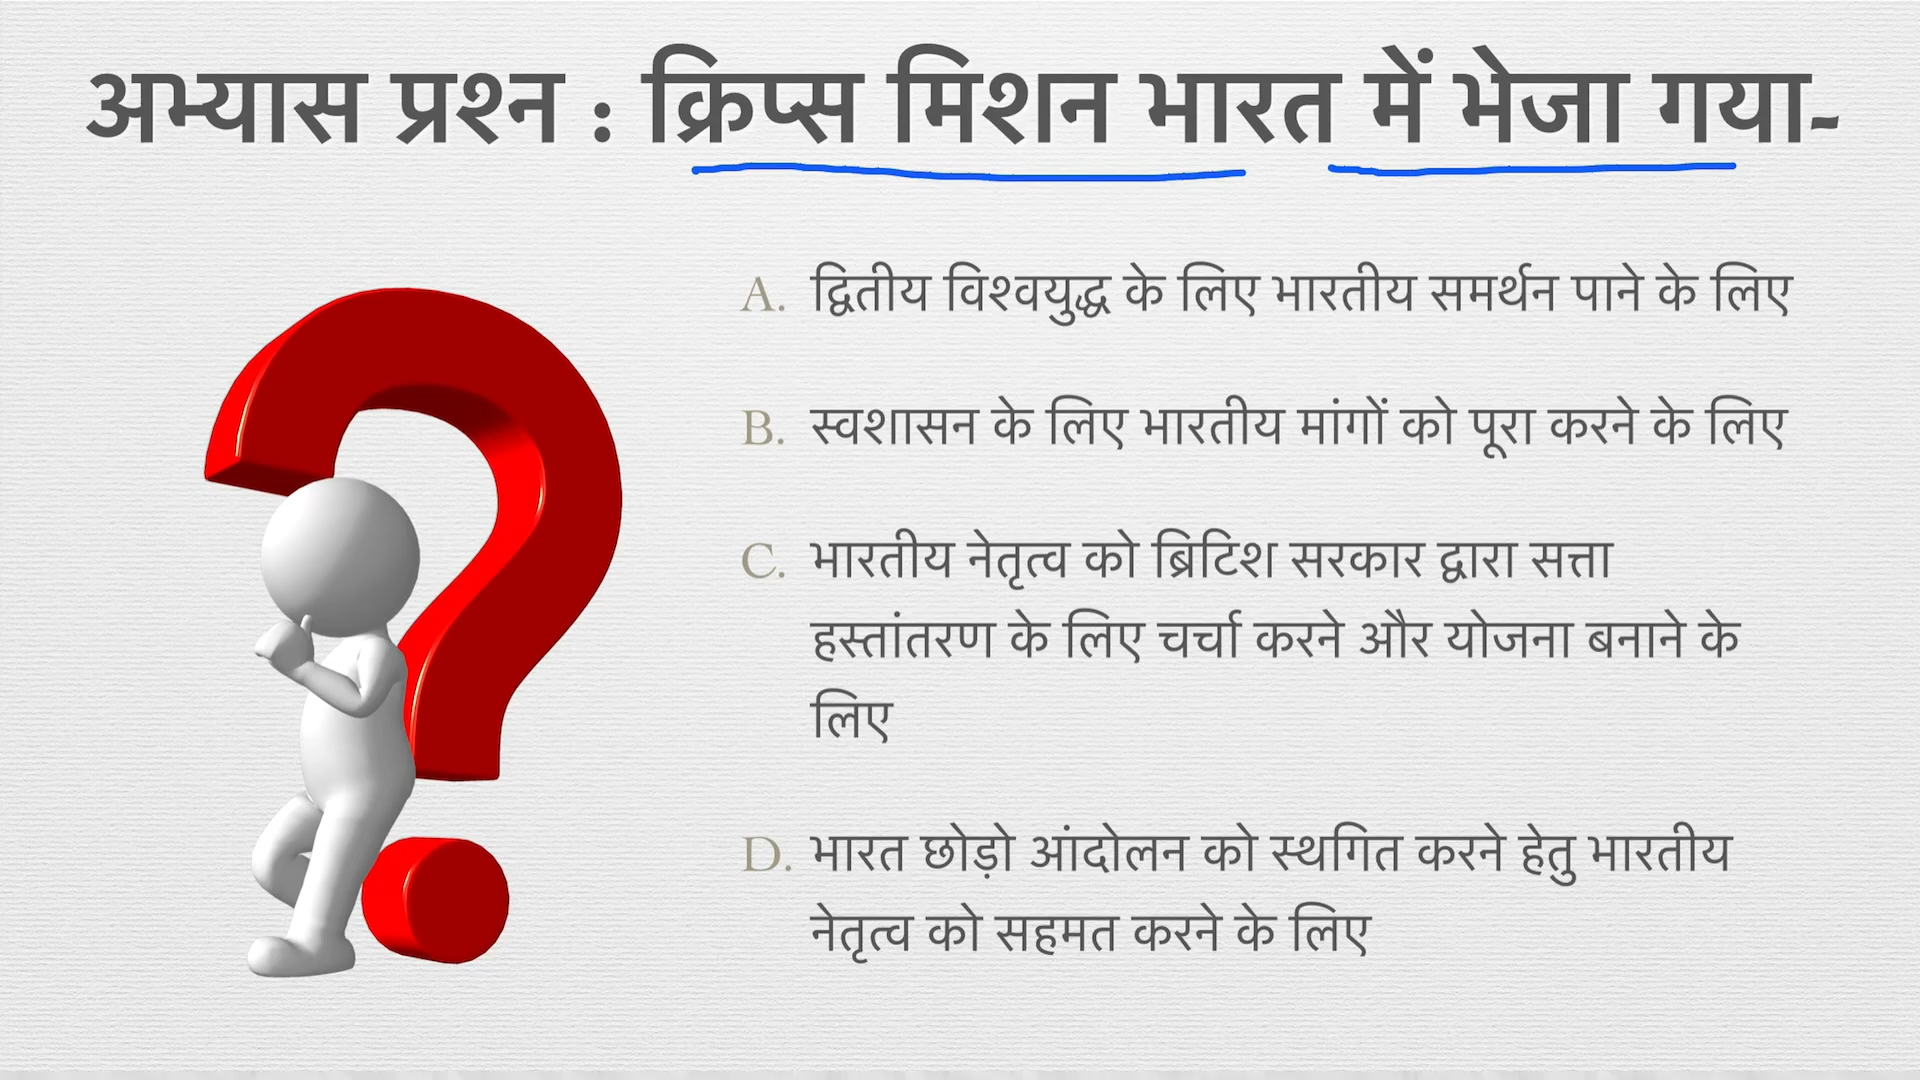 अभ्यास प्रश्न : क्रिप्स मिशन भारत में भेजा गया-
A. द्वितीय विश्वयुद्ध के लिए भारतीय समर्थन पाने के लिए
B. स्वशासन के लिए भारतीय मांगों को पूरा करने के लिए
C. भारतीय नेतृत्व को ब्रिटिश सरकार द्वारा सत्ता
हस्तांतरण के लिए चर्चा करने और योजना बनाने के
लिए
D. भारत छोड़ो आंदोलन को स्थगित करने हेतु भारतीय
नेतृत्व को सहमत करने के लिए